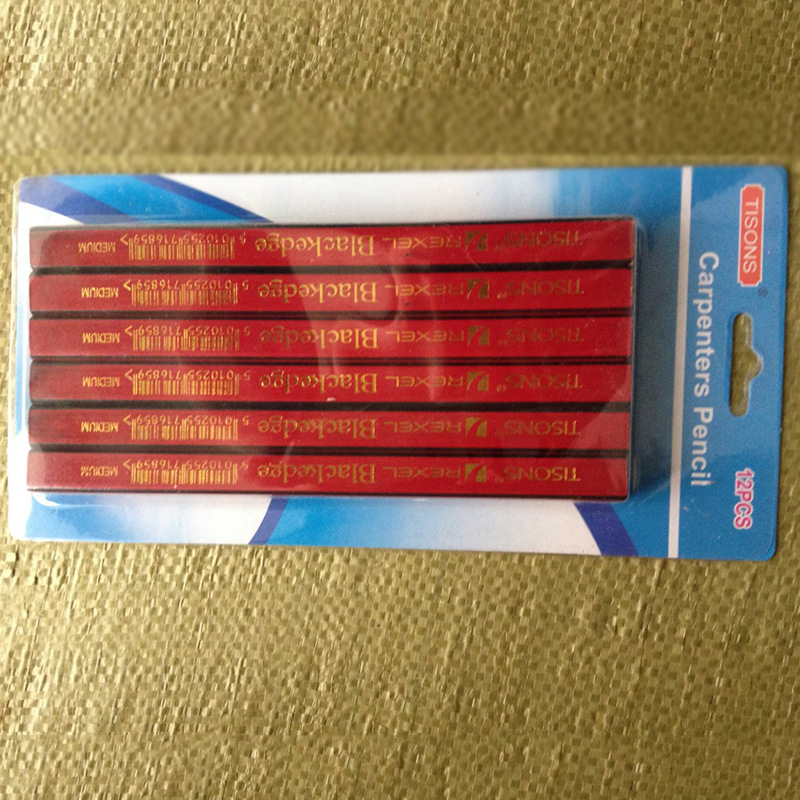 TISONS
Carpenters Pencil
12PCS
TISONS® REXEL Blackedge 5 010255 716859 > MEDIUM
TISONS® REXEL Blackedge 5 010255 716859 > MEDIUM
TISONS® REXEL Blackedge 5 010255 716859 > MEDIUM
TISONS® REXEL Blackedge 5 010255 716859 > MEDIUM
TISONS® REXEL Blackedge 5 010255 716859 > MEDIUM
TISONS® REXEL Blackedge 5 010255 716859 > MEDIUM